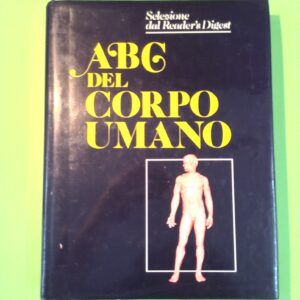 Selezione
dal Reader's Digest
ABC
DEL
CORPO
UMANO